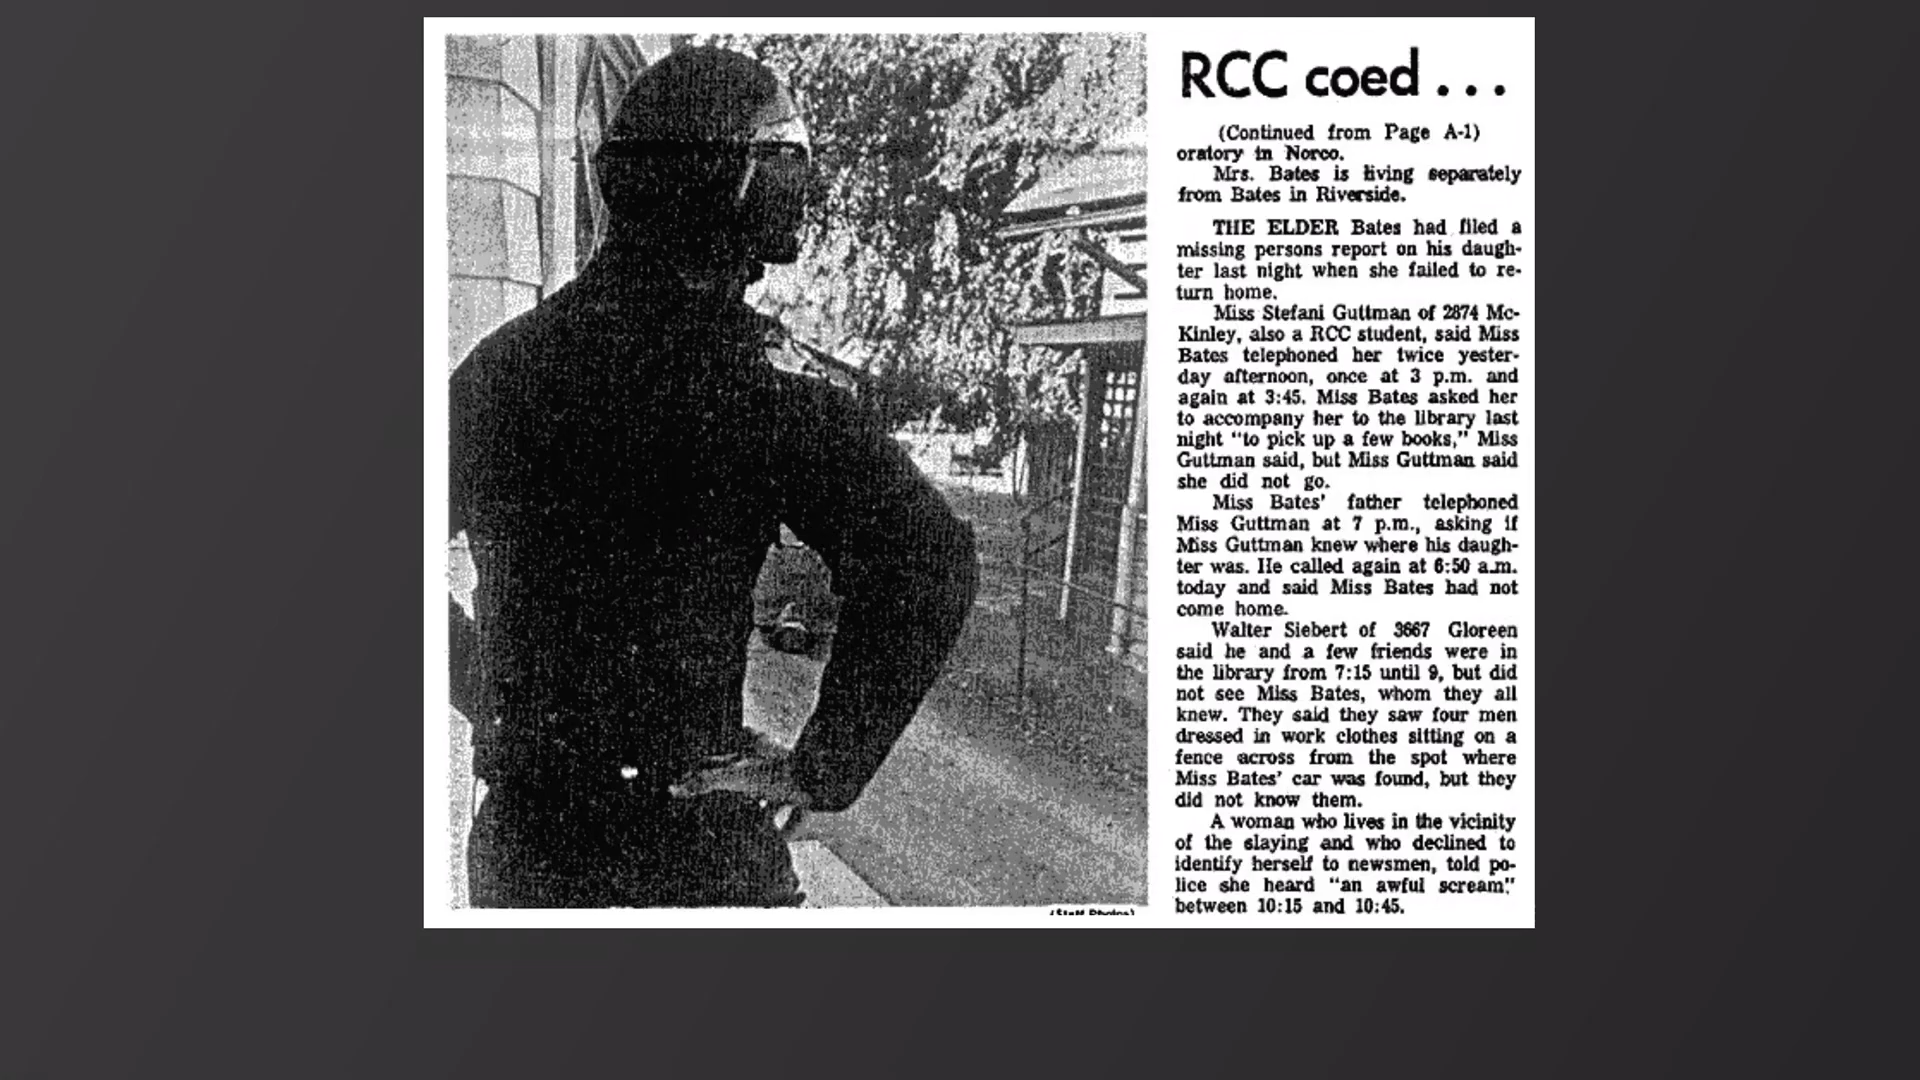 RCC coed . . .
(Continued from Page A-1)
oratory in Norco.
Mrs. Bates is living separately
from Bates in Riverside.
THE ELDER Bates had filed a
missing persons report on his daugh-
ter last night when she failed to re-
turn home.
Miss Stefani Guttman of 2874 Mc-
Kinley, also a RCC student, said Miss
Bates telephoned her twice yester-
day afternoon, once at 3 p.m. and
again at 3:45. Miss Bates asked her
to accompany her to the library last
night "to pick up a few books," Miss
Guttman said, but Miss Guttman said
she did not go.
Miss Bates' father telephoned
Miss Guttman at 7 p.m., asking if
Miss Guttman knew where his daugh-
ter was. He called again at 6:50 a.m.
today and said Miss Bates had not
come home.
Walter Siebert of 3667 Gloreen
said he and a few friends were in
the library from 7:15 until 9, but did
not see Miss Bates, whom they all
knew. They said they saw four men
dressed in work clothes sitting on a
fence across from the spot where
Miss Bates' car was found, but they
did not know them.
A woman who lives in the vicinity
of the slaying and who declined to
identify herself to newsmen, told po-
lice she heard "an awful scream"
between 10:15 and 10:45.
(Staff Photos)